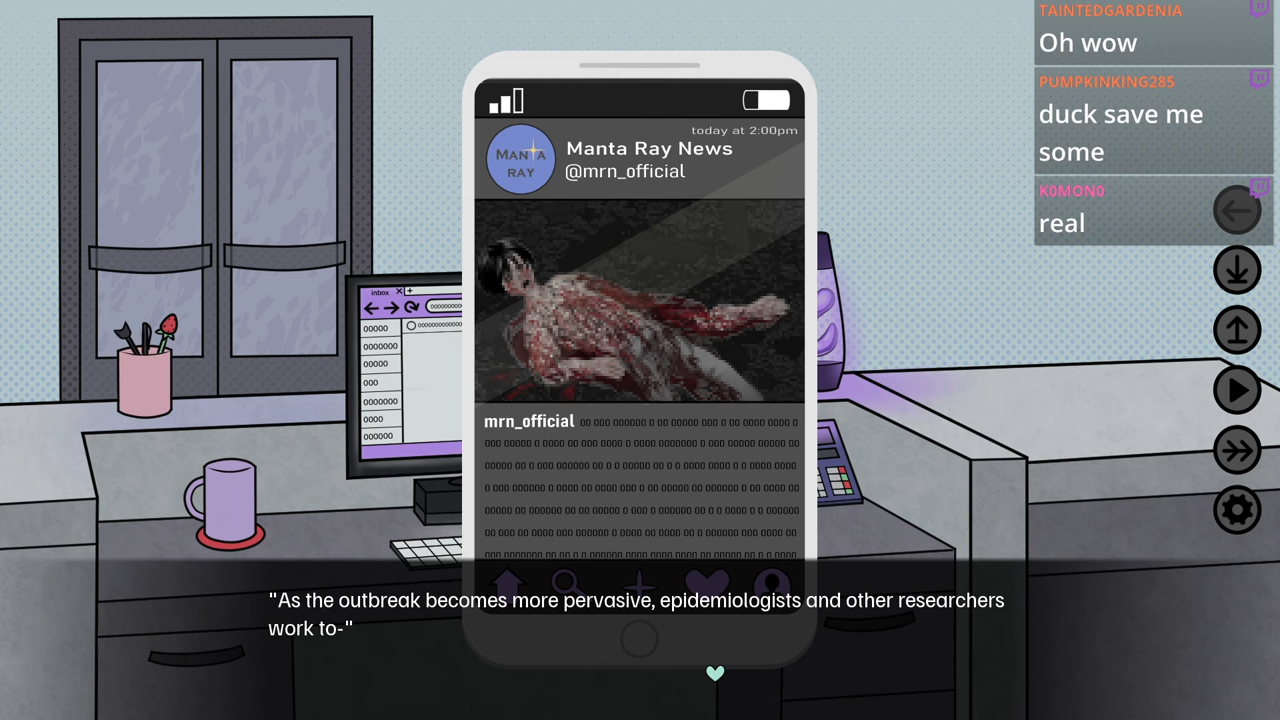 TAINTEDGARDENIA
Oh wow
PUMPKINKING285
duck save me
some
K0MON0
real
today at 2:00pm
MANTA
RAY
Manta Ray News
@mrn_official
inbox
mrn_official
"As the outbreak becomes more pervasive, epidemiologists and other researchers
work to-"